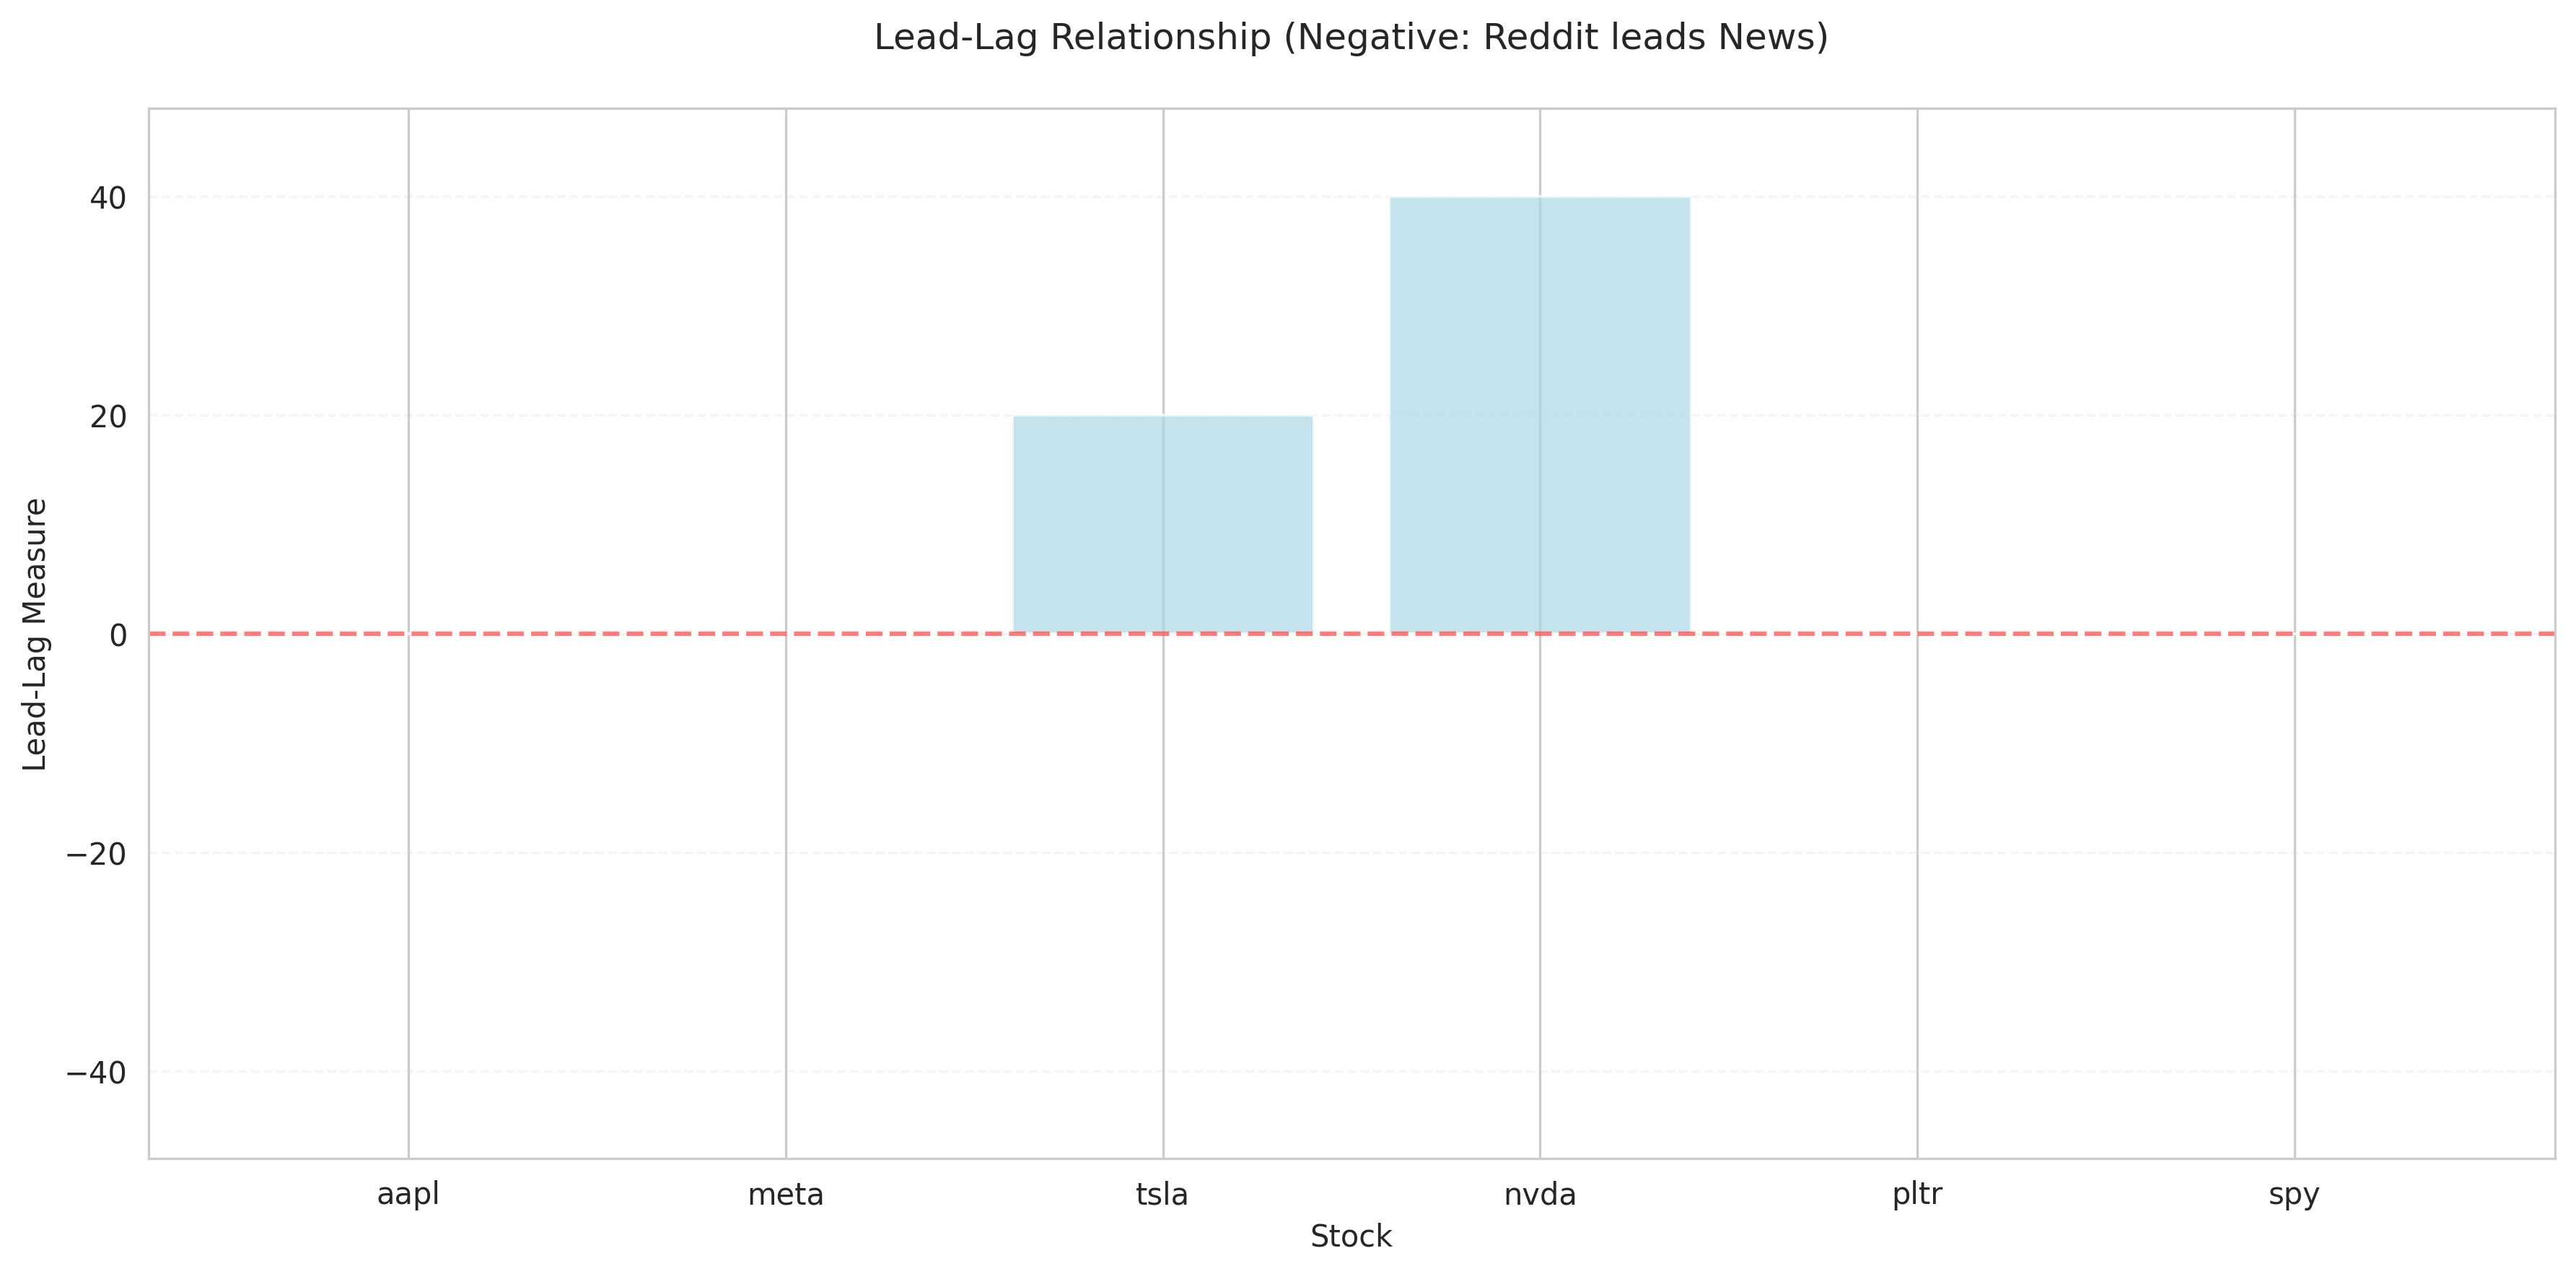 Lead-Lag Relationship (Negative: Reddit leads News)
Lead-Lag Measure
40
20
0
−20
−40
aapl meta tsla nvda pltr spy
Stock